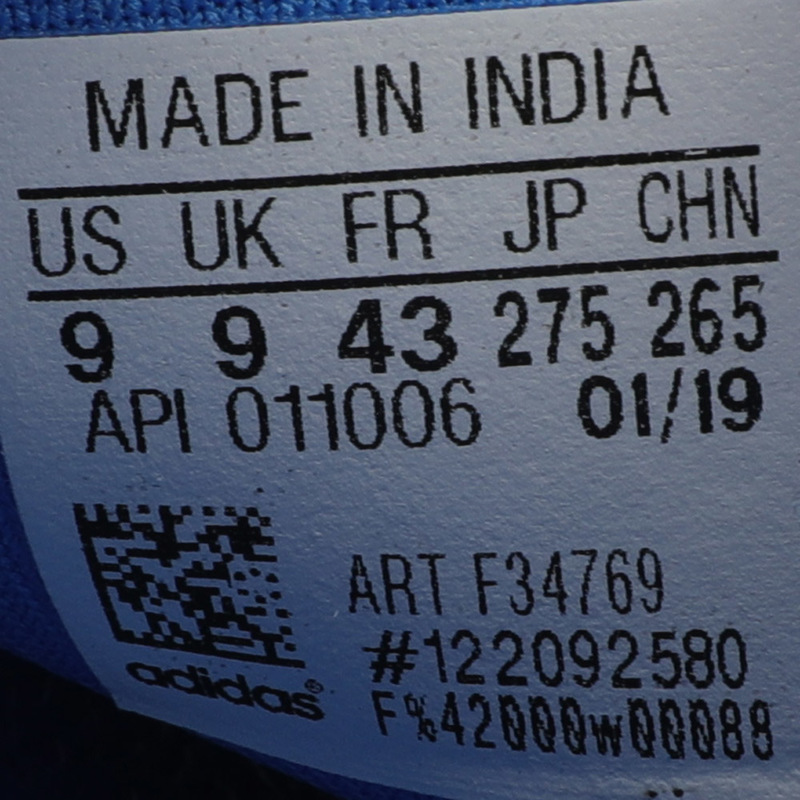 MADE IN INDIA
US UK FR JP CHN
9 9 43 275 265
API 011006 01/19
ART F34769
#122092580
adidas®
F%42000w00088